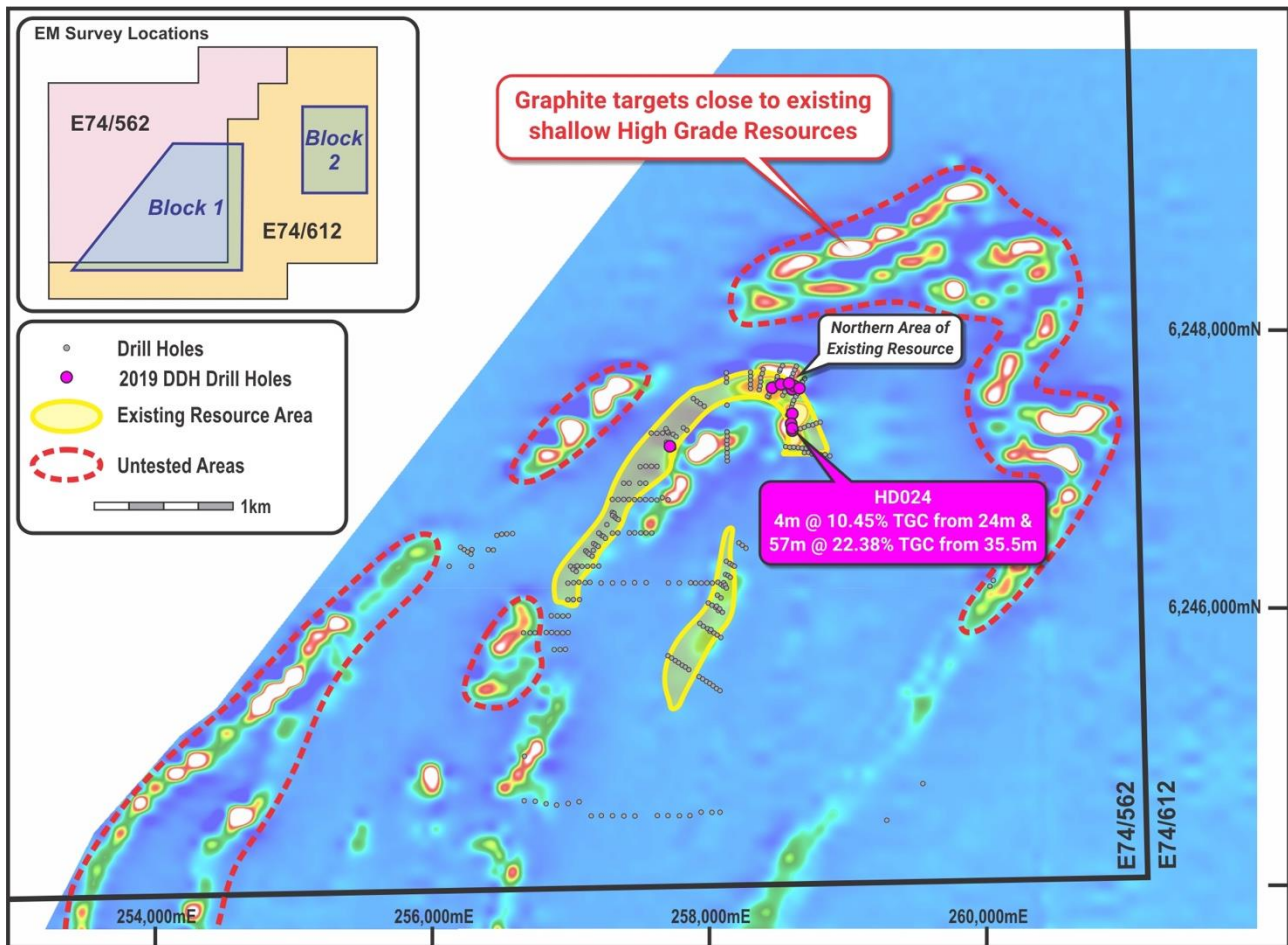 EM Survey Locations
E74/562
Block 1
Block
2
E74/612
Drill Holes
2019 DDH Drill Holes
Existing Resource Area
Untested Areas
1km
Graphite targets close to existing
shallow High Grade Resources
Northern Area of
Existing Resource
HD024
4m @ 10.45% TGC from 24m &
57m @ 22.38% TGC from 35.5m
6,248,000mN
6,246,000mN
E74/562
E74/612
254,000mE
256,000mE
258,000mE
260,000mE